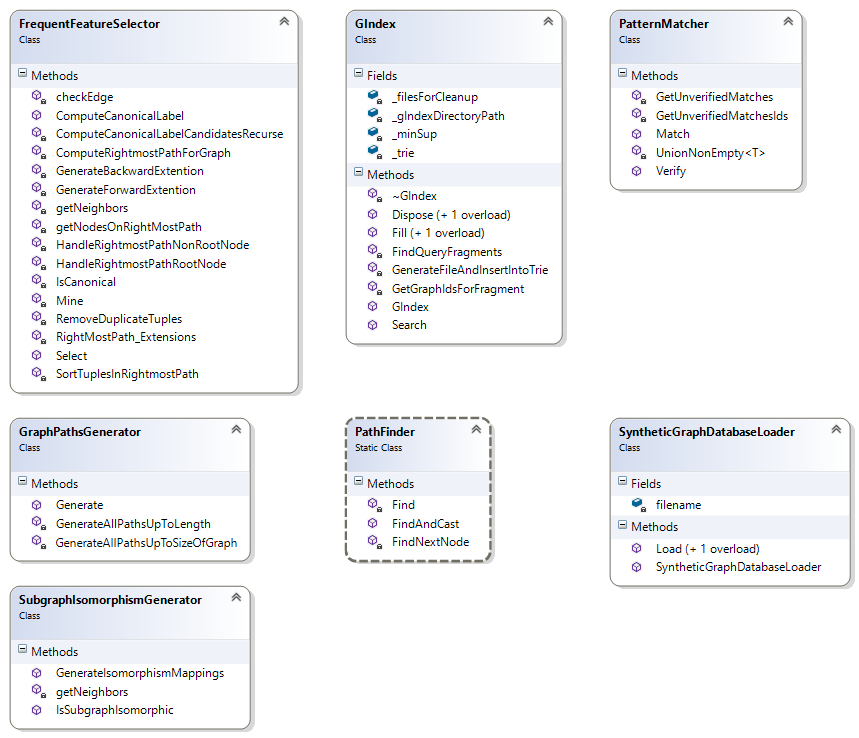 FrequentFeatureSelector
Class
Methods
checkEdge
ComputeCanonicalLabel
ComputeCanonicalLabelCandidatesRecurse
ComputeRightmostPathForGraph
GenerateBackwardExtention
GenerateForwardExtention
getNeighbors
getNodesOnRightMostPath
HandleRightmostPathNonRootNode
HandleRightmostPathRootNode
IsCanonical
Mine
RemoveDuplicateTuples
RightMostPath_Extensions
Select
SortTuplesInRightmostPath
GIndex
Class
Fields
_filesForCleanup
_gIndexDirectoryPath
_minSup
_trie
Methods
~GIndex
Dispose (+ 1 overload)
Fill (+ 1 overload)
FindQueryFragments
GenerateFileAndInsertIntoTrie
GetGraphIdsForFragment
GIndex
Search
PatternMatcher
Class
Methods
GetUnverifiedMatches
GetUnverifiedMatchesIds
Match
UnionNonEmpty<T>
Verify
GraphPathsGenerator
Class
Methods
Generate
GenerateAllPathsUpToLength
GenerateAllPathsUpToSizeOfGraph
PathFinder
Static Class
Methods
Find
FindAndCast
FindNextNode
SyntheticGraphDatabaseLoader
Class
Fields
filename
Methods
Load (+ 1 overload)
SyntheticGraphDatabaseLoader
SubgraphIsomorphismGenerator
Class
Methods
GenerateIsomorphismMappings
getNeighbors
IsSubgraphIsomorphic